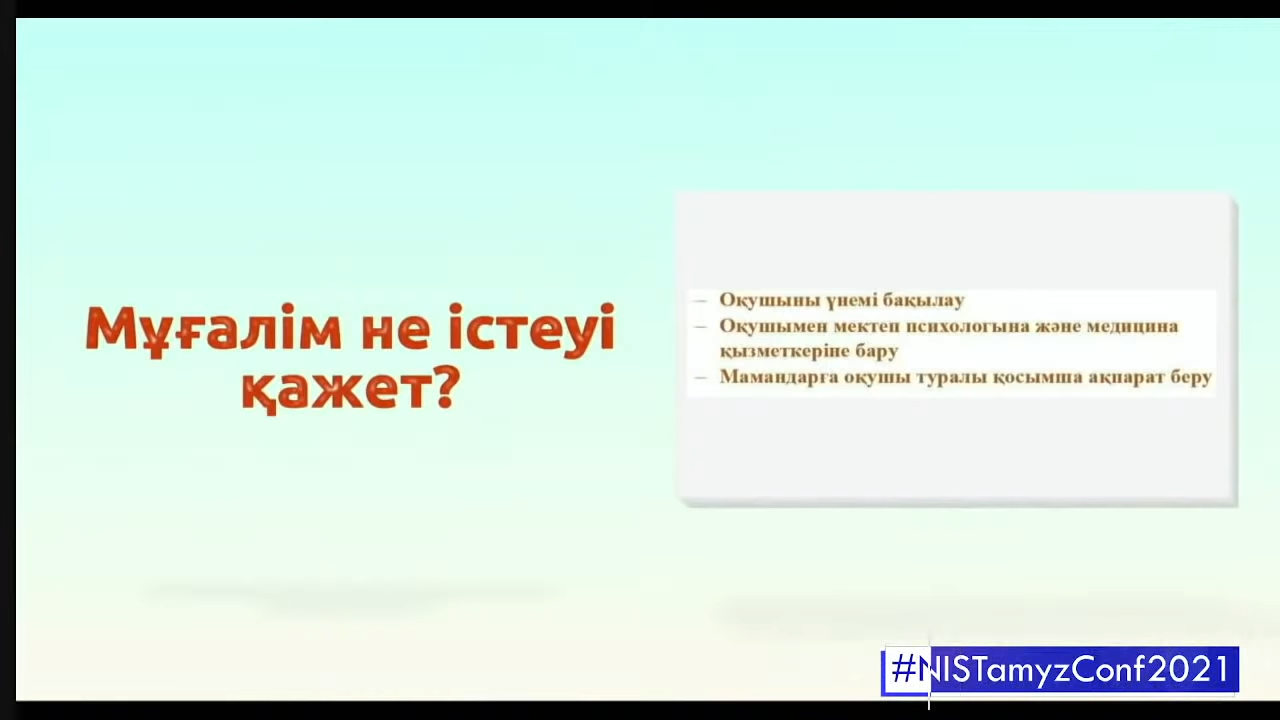 Мұғалім не істеуі
қажет?
– Оқушыны үнемі бақылау
– Оқушымен мектеп психологына және медицина
қызметкеріне бару
– Мамандарға оқушы туралы қосымша ақпарат беру
#NISTamyzConf2021